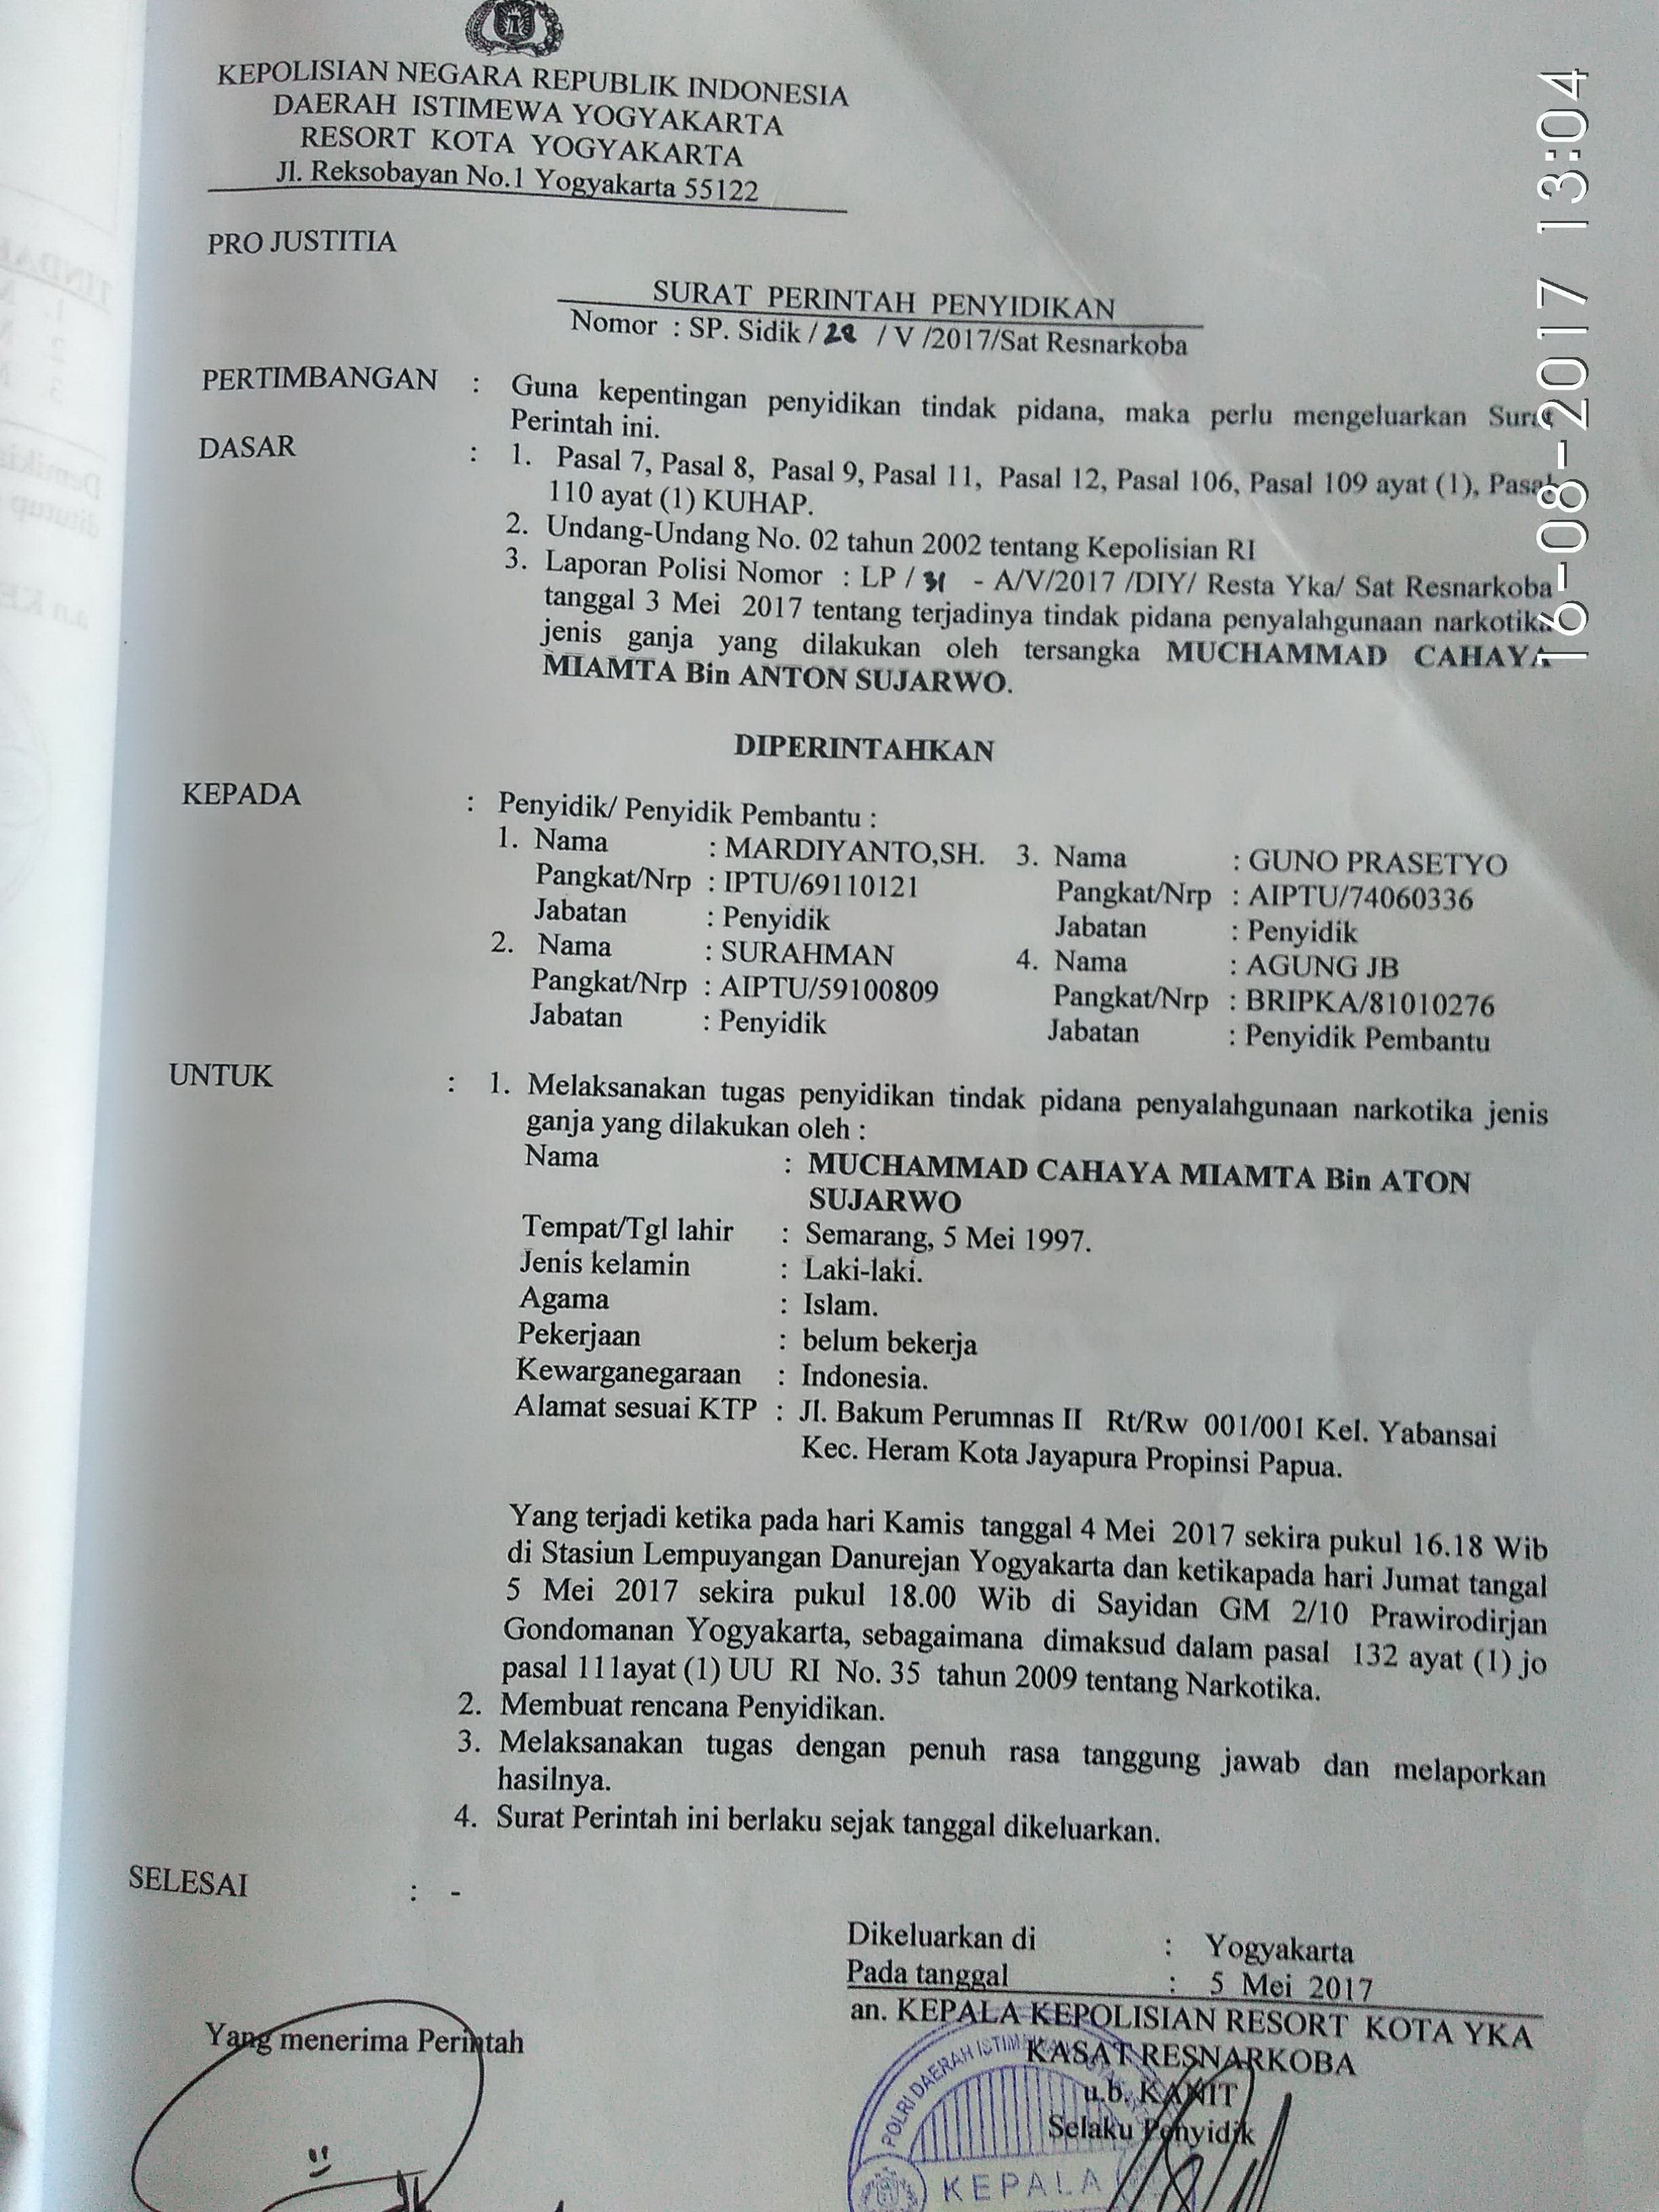 KEPOLISIAN NEGARA REPUBLIK INDONESIA
DAERAH ISTIMEWA YOGYAKARTA
RESORT KOTA YOGYAKARTA
Jl. Reksobayan No.1 Yogyakarta 55122
16-08-2017 13:04
PRO JUSTITIA
SURAT PERINTAH PENYIDIKAN
Nomor : SP. Sidik / 28 / V /2017/Sat Resnarkoba
PERTIMBANGAN : Guna kepentingan penyidikan tindak pidana, maka perlu mengeluarkan Surat
Perintah ini.
DASAR : 1. Pasal 7, Pasal 8, Pasal 9, Pasal 11, Pasal 12, Pasal 106, Pasal 109 ayat (1), Pasal
110 ayat (1) KUHAP.
2. Undang-Undang No. 02 tahun 2002 tentang Kepolisian RI
3. Laporan Polisi Nomor : LP / 31 - A/V/2017 /DIY/ Resta Yka/ Sat Resnarkoba
tanggal 3 Mei 2017 tentang terjadinya tindak pidana penyalahgunaan narkotika
jenis ganja yang dilakukan oleh tersangka MUCHAMMAD CAHAYA
MIAMTA Bin ANTON SUJARWO.
DIPERINTAHKAN
KEPADA : Penyidik/ Penyidik Pembantu :
1. Nama : MARDIYANTO,SH.
Pangkat/Nrp : IPTU/69110121
Jabatan : Penyidik
2. Nama : SURAHMAN
Pangkat/Nrp : AIPTU/59100809
Jabatan : Penyidik
3. Nama : GUNO PRASETYO
Pangkat/Nrp : AIPTU/74060336
Jabatan : Penyidik
4. Nama : AGUNG JB
Pangkat/Nrp : BRIPKA/81010276
Jabatan : Penyidik Pembantu
UNTUK : 1. Melaksanakan tugas penyidikan tindak pidana penyalahgunaan narkotika jenis
ganja yang dilakukan oleh :
Nama : MUCHAMMAD CAHAYA MIAMTA Bin ATON
SUJARWO
Tempat/Tgl lahir : Semarang, 5 Mei 1997.
Jenis kelamin : Laki-laki.
Agama : Islam.
Pekerjaan : belum bekerja
Kewarganegaraan : Indonesia.
Alamat sesuai KTP : Jl. Bakum Perumnas II Rt/Rw 001/001 Kel. Yabansai
Kec. Heram Kota Jayapura Propinsi Papua.
Yang terjadi ketika pada hari Kamis tanggal 4 Mei 2017 sekira pukul 16.18 Wib
di Stasiun Lempuyangan Danurejan Yogyakarta dan ketikapada hari Jumat tangal
5 Mei 2017 sekira pukul 18.00 Wib di Sayidan GM 2/10 Prawirodirjan
Gondomanan Yogyakarta, sebagaimana dimaksud dalam pasal 132 ayat (1) jo
pasal 111ayat (1) UU RI No. 35 tahun 2009 tentang Narkotika.
2. Membuat rencana Penyidikan.
3. Melaksanakan tugas dengan penuh rasa tanggung jawab dan melaporkan
hasilnya.
4. Surat Perintah ini berlaku sejak tanggal dikeluarkan.
SELESAI : -
Dikeluarkan di : Yogyakarta
Pada tanggal : 5 Mei 2017
an. KEPALA KEPOLISIAN RESORT KOTA YKA
KASAT RESNARKOBA
u.b. KANIT
Selaku Penyidik
Yang menerima Perintah
POLRI DAERAH ISTIMEWA
KEPALA